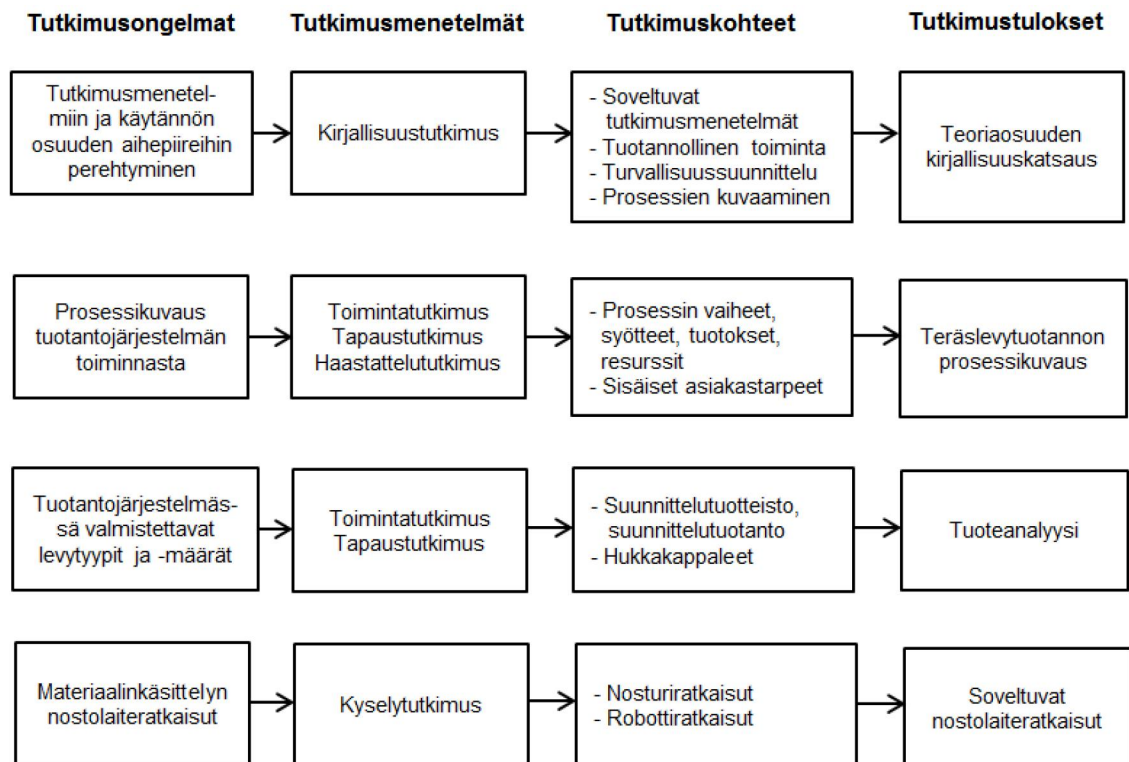 Tutkimusongelmat
Tutkimusmenetelmät
Tutkimuskohteet
Tutkimustulokset
Tutkimusmenetel-
miin ja käytännön
osuuden aihepiireihin
perehtyminen
Kirjallisuustutkimus
- Soveltuvat
tutkimusmenetelmät
- Tuotannollinen toiminta
- Turvallisuussuunnittelu
- Prosessien kuvaaminen
Teoriaosuuden
kirjallisuuskatsaus
Prosessikuvaus
tuotantojärjestelmän
toiminnasta
Toimintatutkimus
Tapaustutkimus
Haastattelututkimus
- Prosessin vaiheet,
syötteet, tuotokset,
resurssit
- Sisäiset asiakastarpeet
Teräslevytuotannon
prosessikuvaus
Tuotantojärjestelmäs-
sä valmistettavat
levytyypit ja -määrät
Toimintatutkimus
Tapaustutkimus
- Suunnittelutuotteisto,
suunnittelutuotanto
- Hukkakappaleet
Tuoteanalyysi
Materiaalinkäsittelyn
nostolaiteratkaisut
Kyselytutkimus
- Nosturiratkaisut
- Robottiratkaisut
Soveltuvat
nostolaiteratkaisut